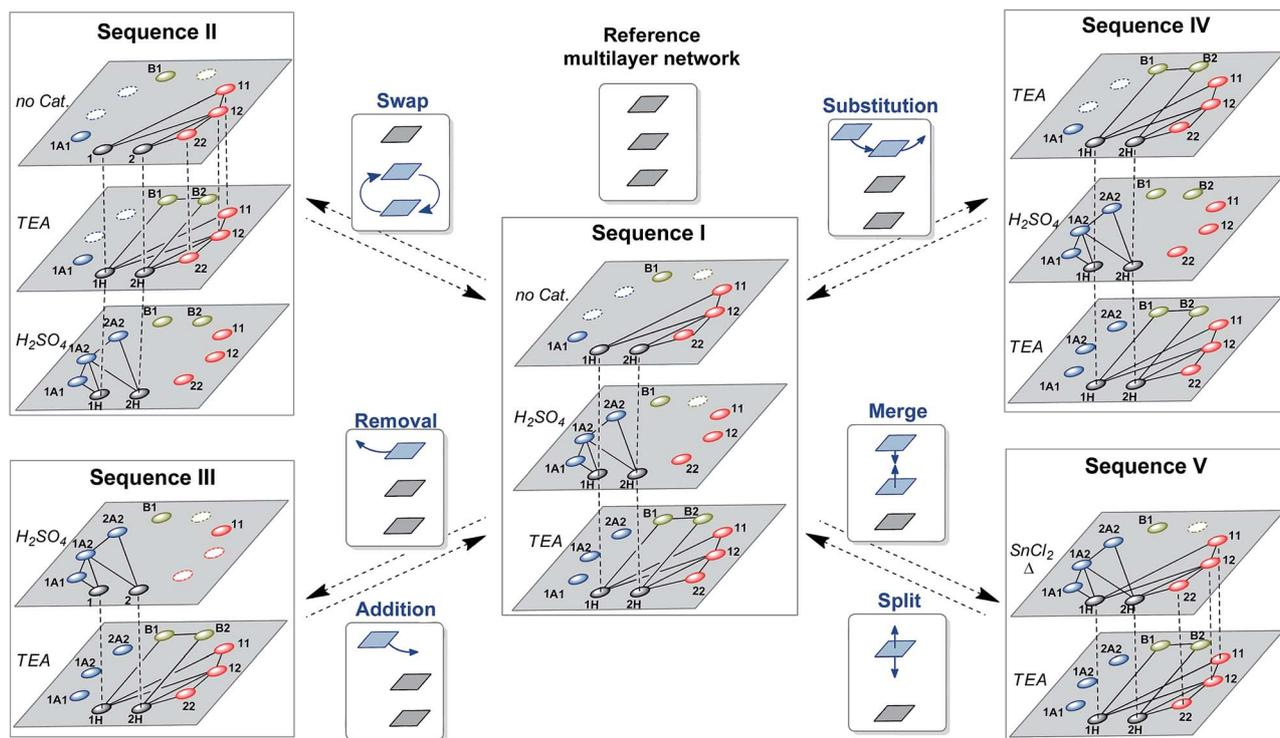 Sequence II
no Cat.
B1
11
12
22
1A1
1
2
TEA
B1
B2
11
12
22
1A1
1H
2H
H2SO4
2A2
B1
B2
11
12
22
1A2
1A1
1H
2H
Swap
Reference
multilayer network
Substitution
Sequence IV
TEA
B1
B2
11
12
22
1A1
1H
2H
H2SO4
2A2
1A2
1A1
B1
B2
11
12
22
1H
2H
TEA
2A2
1A2
1A1
B1
B2
11
12
22
1H
2H
Sequence I
no Cat.
B1
11
12
22
1A1
1H
2H
H2SO4
2A2
1A2
1A1
B1
11
12
22
1H
2H
TEA
2A2
1A2
1A1
B1
B2
11
12
22
1H
2H
Removal
Addition
Merge
Split
Sequence III
H2SO4
2A2
1A2
1A1
B1
11
1
2
TEA
2A2
1A2
1A1
B1
B2
11
12
22
1H
2H
Sequence V
SnCl2
Δ
2A2
1A2
1A1
B1
11
12
22
1H
2H
TEA
2A2
1A2
1A1
B1
B2
11
12
22
1H
2H